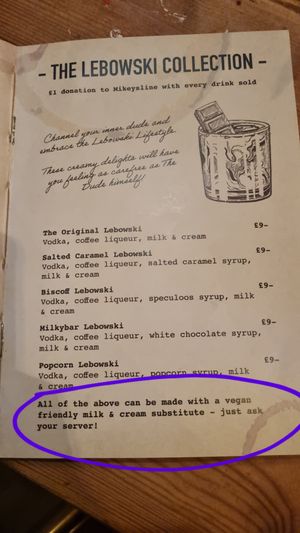 - THE LEBOWSKI COLLECTION -
£1 donation to Mikeysline with every drink sold
Channel your inner dude and
embrace the Lebowski Lifestyle.
These creamy delights will have
you feeling as carefree as The
Dude himself!
The Original Lebowski £9-
Vodka, coffee liqueur, milk & cream
Salted Caramel Lebowski £9-
Vodka, coffee liqueur, salted caramel syrup,
milk & cream
Biscoff Lebowski £9-
Vodka, coffee liqueur, speculoos syrup, milk
& cream
Milkybar Lebowski £9-
Vodka, coffee liqueur, white chocolate syrup,
milk & cream
Popcorn Lebowski £9-
Vodka, coffee liqueur, popcorn syrup, milk
& cream
All of the above can be made with a vegan
friendly milk & cream substitute - just ask
your server!